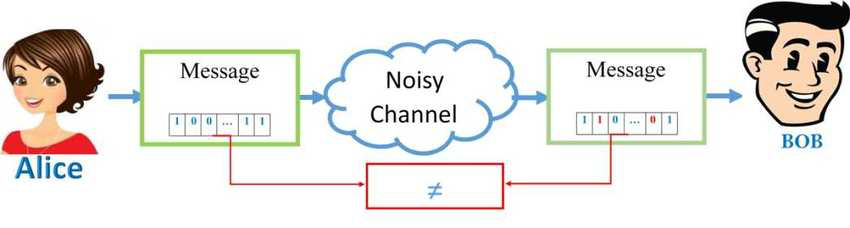 Alice
Message
1 0 0 ... 1 1
Noisy
Channel
Message
1 1 0 ... 0 1
BOB
≠